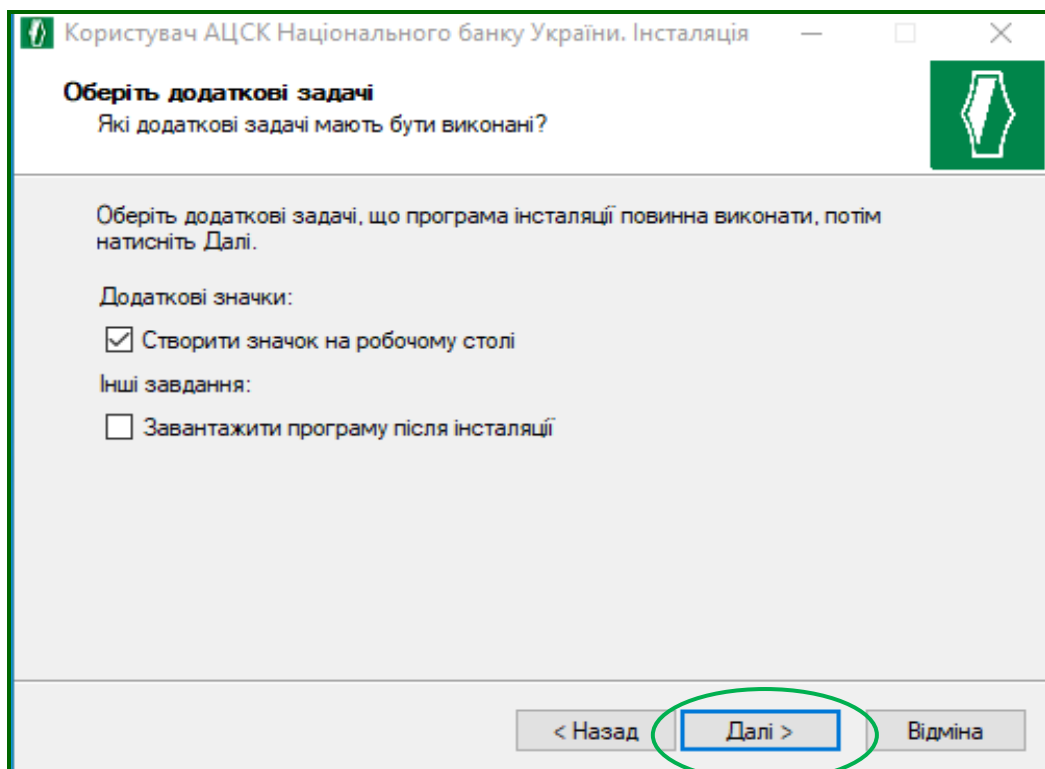 Користувач АЦСК Національного банку України. Інсталяція
Оберіть додаткові задачі
Які додаткові задачі мають бути виконані?
Оберіть додаткові задачі, що програма інсталяції повинна виконати, потім
натисніть Далі.
Додаткові значки:
Створити значок на робочому столі
Інші завдання:
Завантажити програму після інсталяції
< Назад
Далі >
Відміна